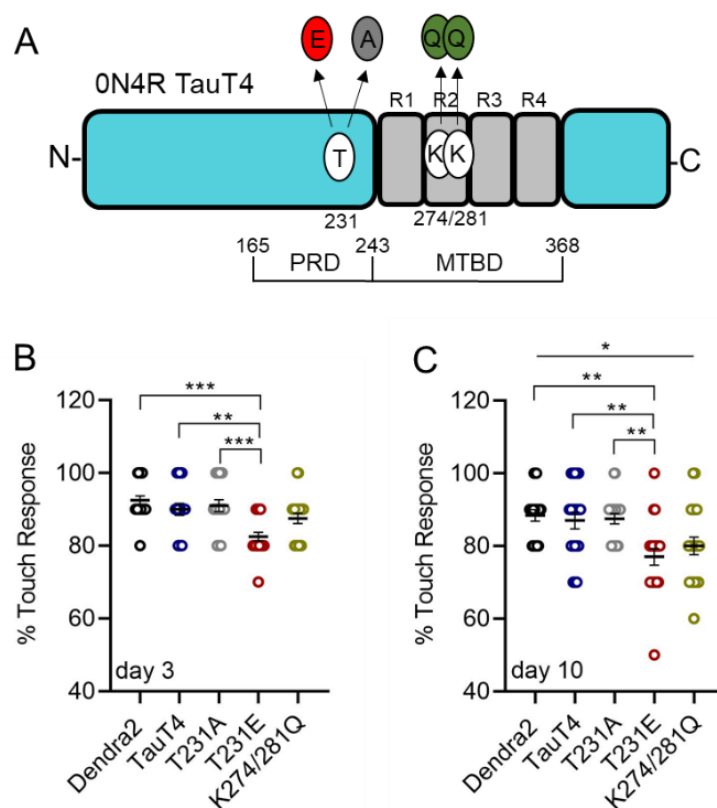 A
E A Q Q
0N4R TauT4
R1 R2 R3 R4
N- T K K -C
231 274/281
165 243 368
PRD MTBD
B
***
**
***
120
100
80
60
40
% Touch Response
day 3
Dendra2
TauT4
T231A
T231E
K274/281Q
C
*
**
**
**
120
100
80
60
40
% Touch Response
day 10
Dendra2
TauT4
T231A
T231E
K274/281Q